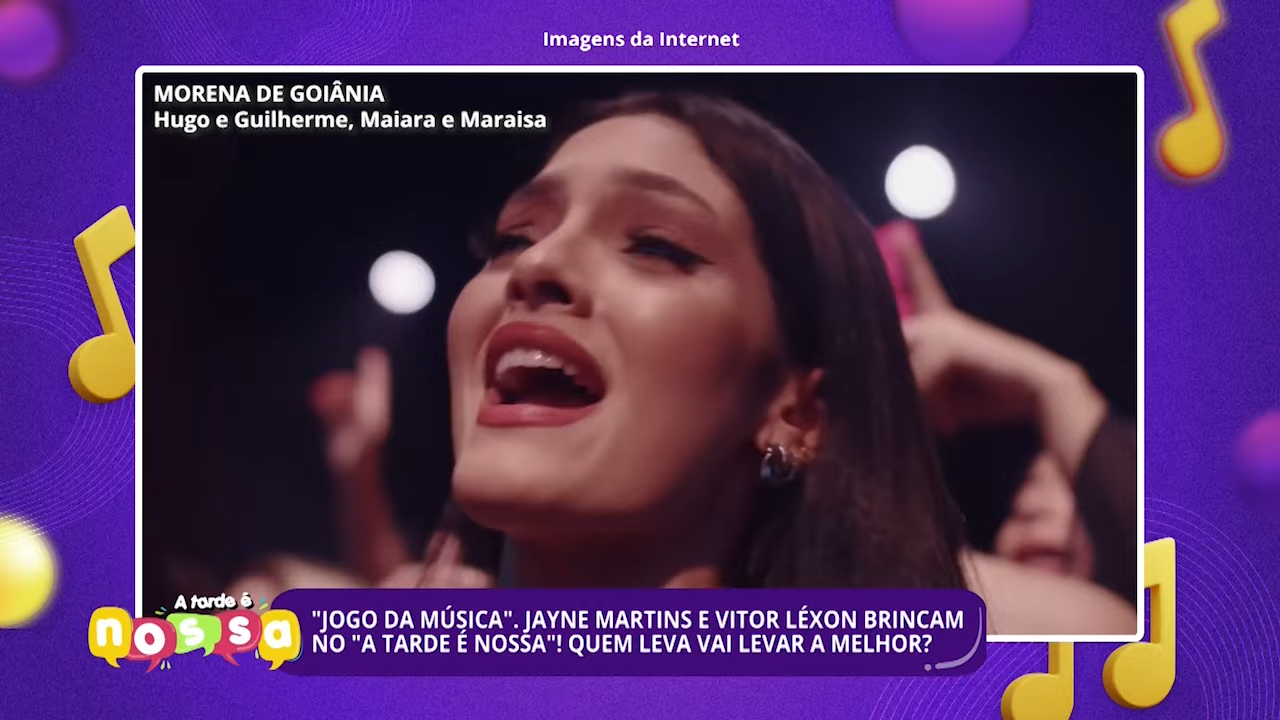 Imagens da Internet
MORENA DE GOIÂNIA
Hugo e Guilherme, Maiara e Maraisa
A tarde é
nossa
"JOGO DA MÚSICA". JAYNE MARTINS E VITOR LÉXON BRINCAM
NO "A TARDE É NOSSA"! QUEM LEVA VAI LEVAR A MELHOR?